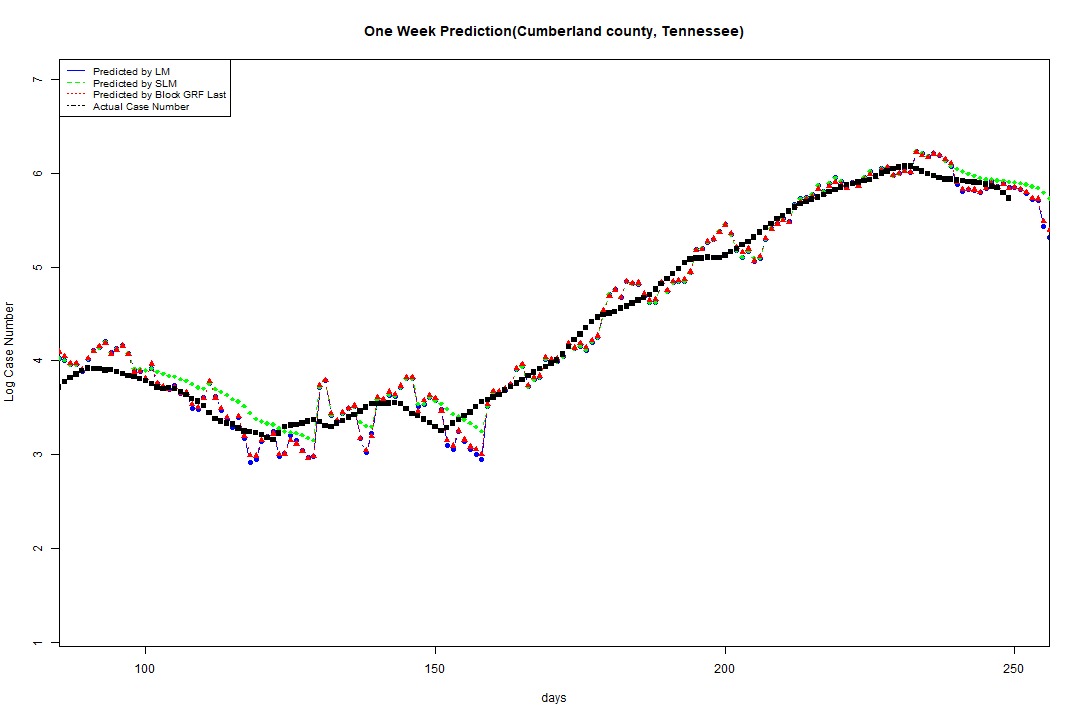 One Week Prediction(Cumberland county, Tennessee)
Predicted by LM
Predicted by SLM
Predicted by Block GRF Last
Actual Case Number
7
6
5
4
3
2
1
Log Case Number
100 150 200 250
days